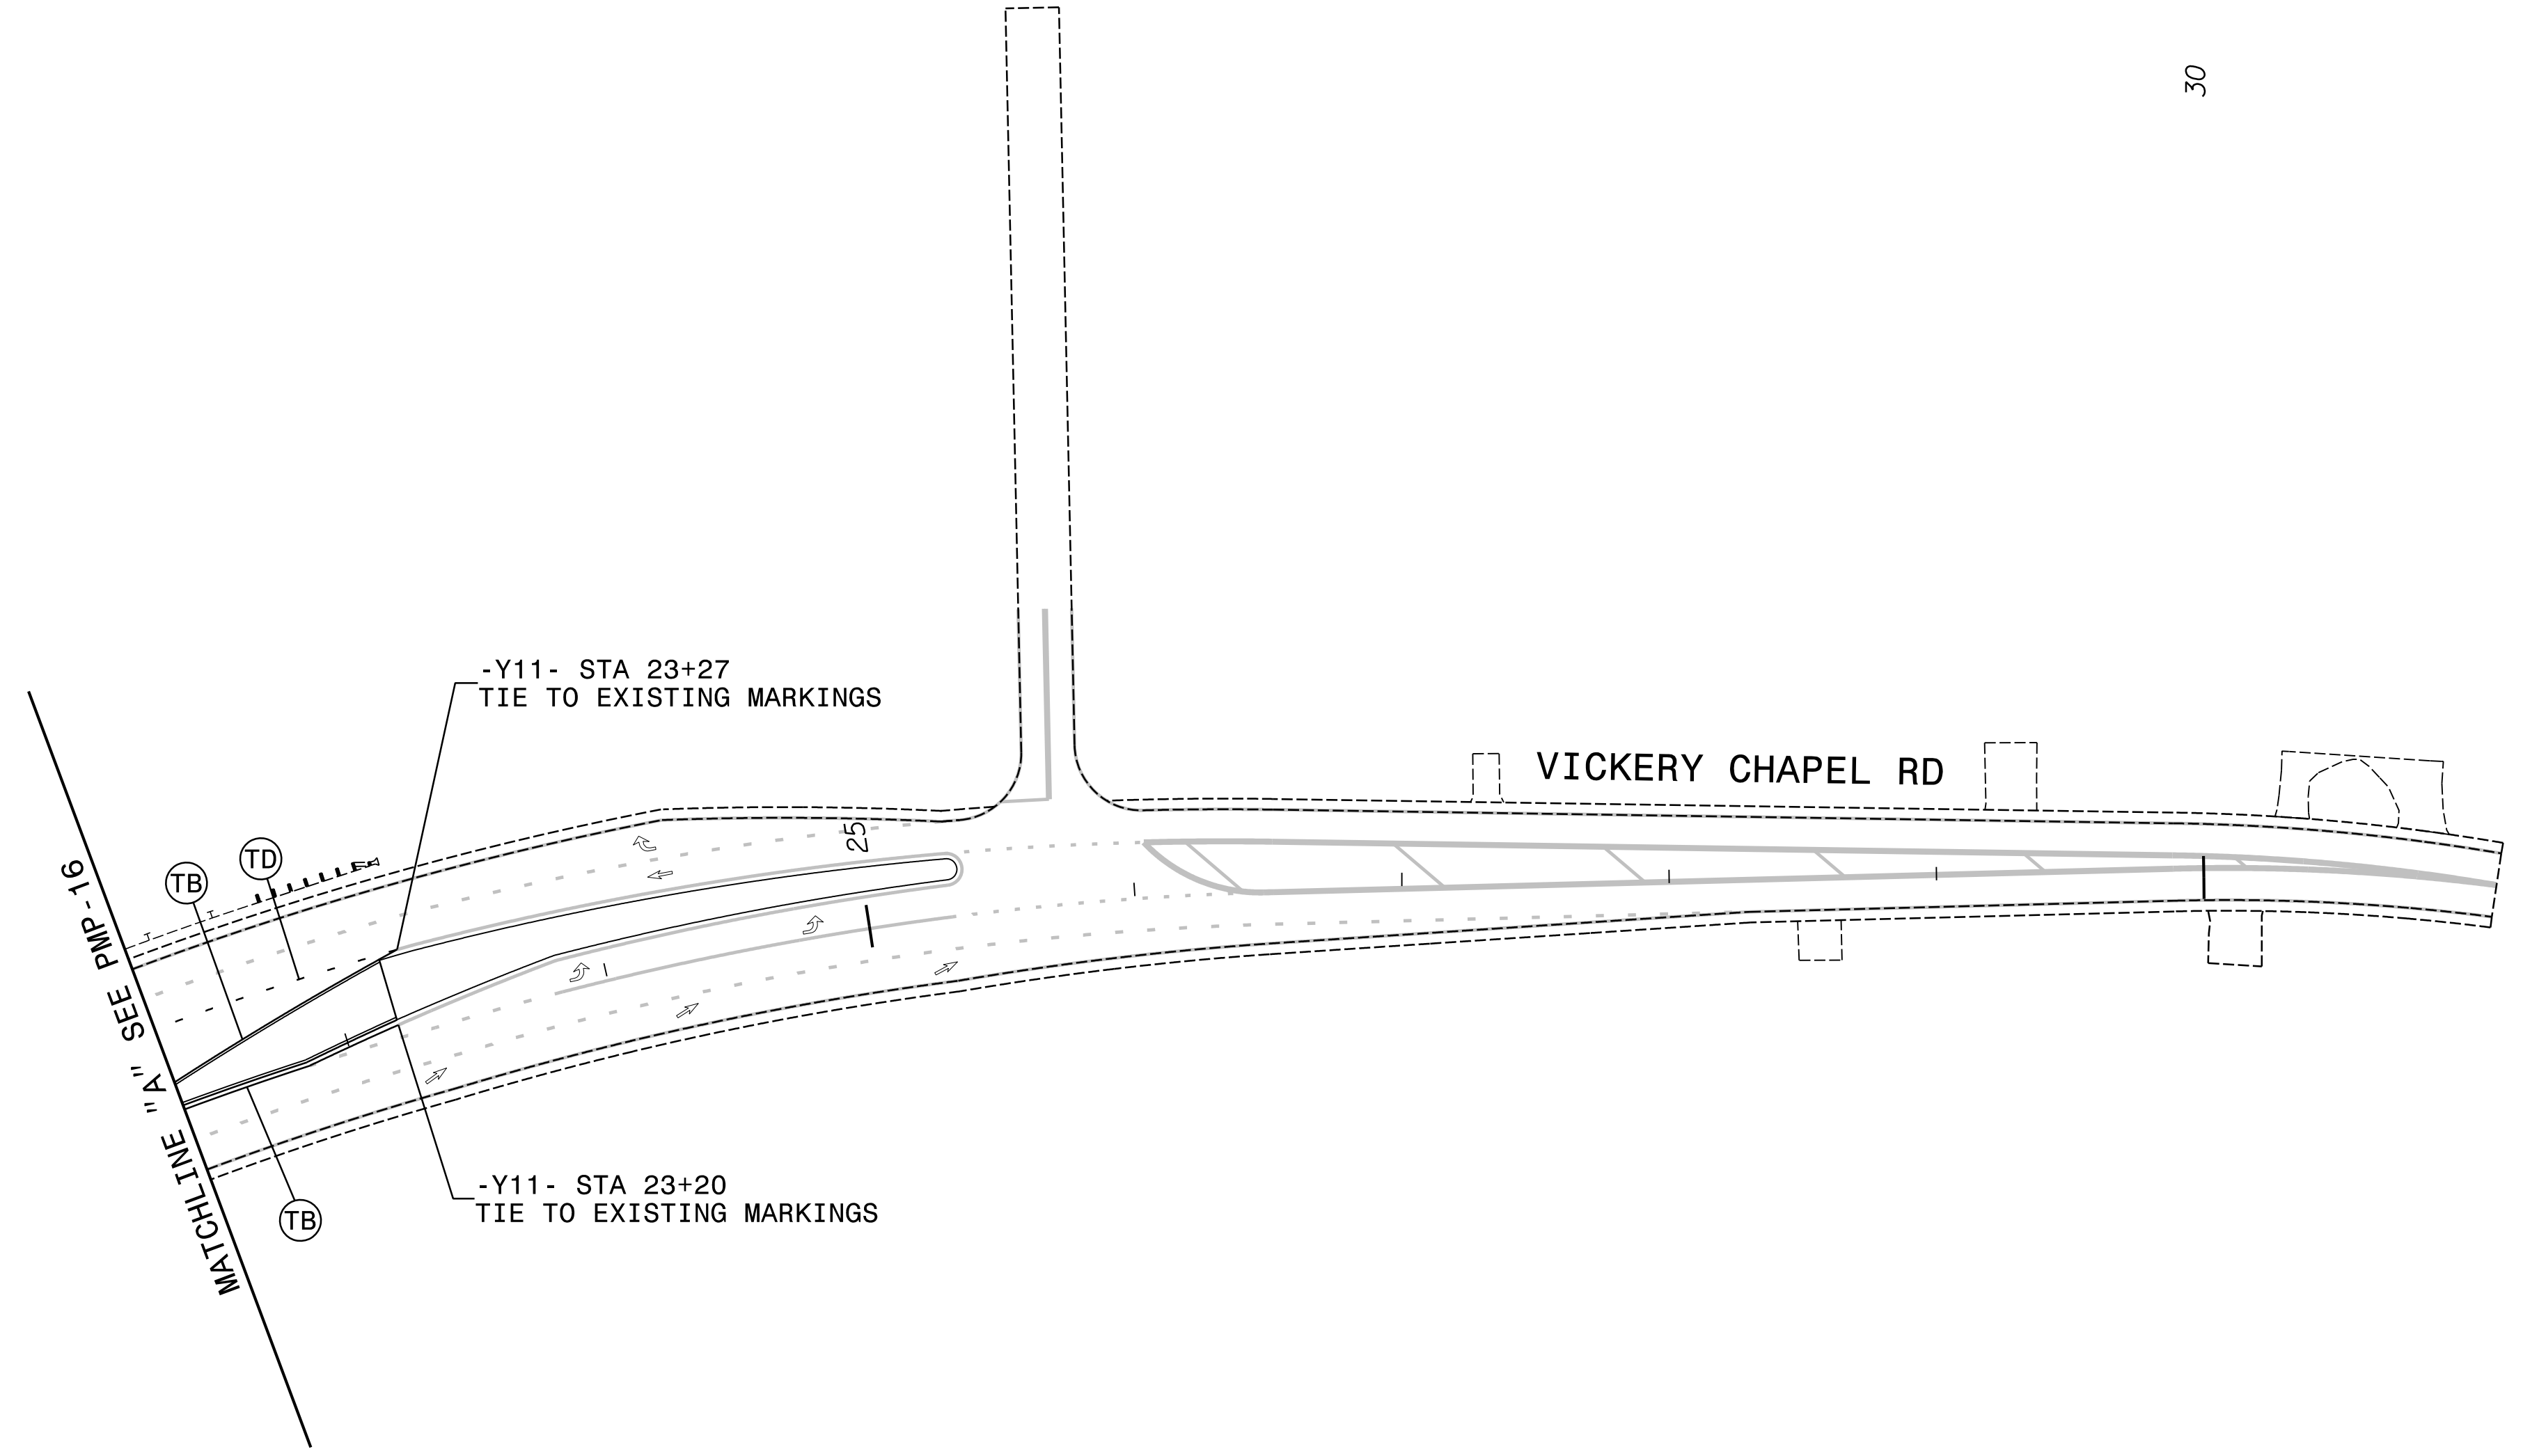 30
-Y11- STA 23+27
TIE TO EXISTING MARKINGS
VICKERY CHAPEL RD
25
TD
TB
MATCHLINE "A" SEE PMP-16
-Y11- STA 23+20
TIE TO EXISTING MARKINGS
TB